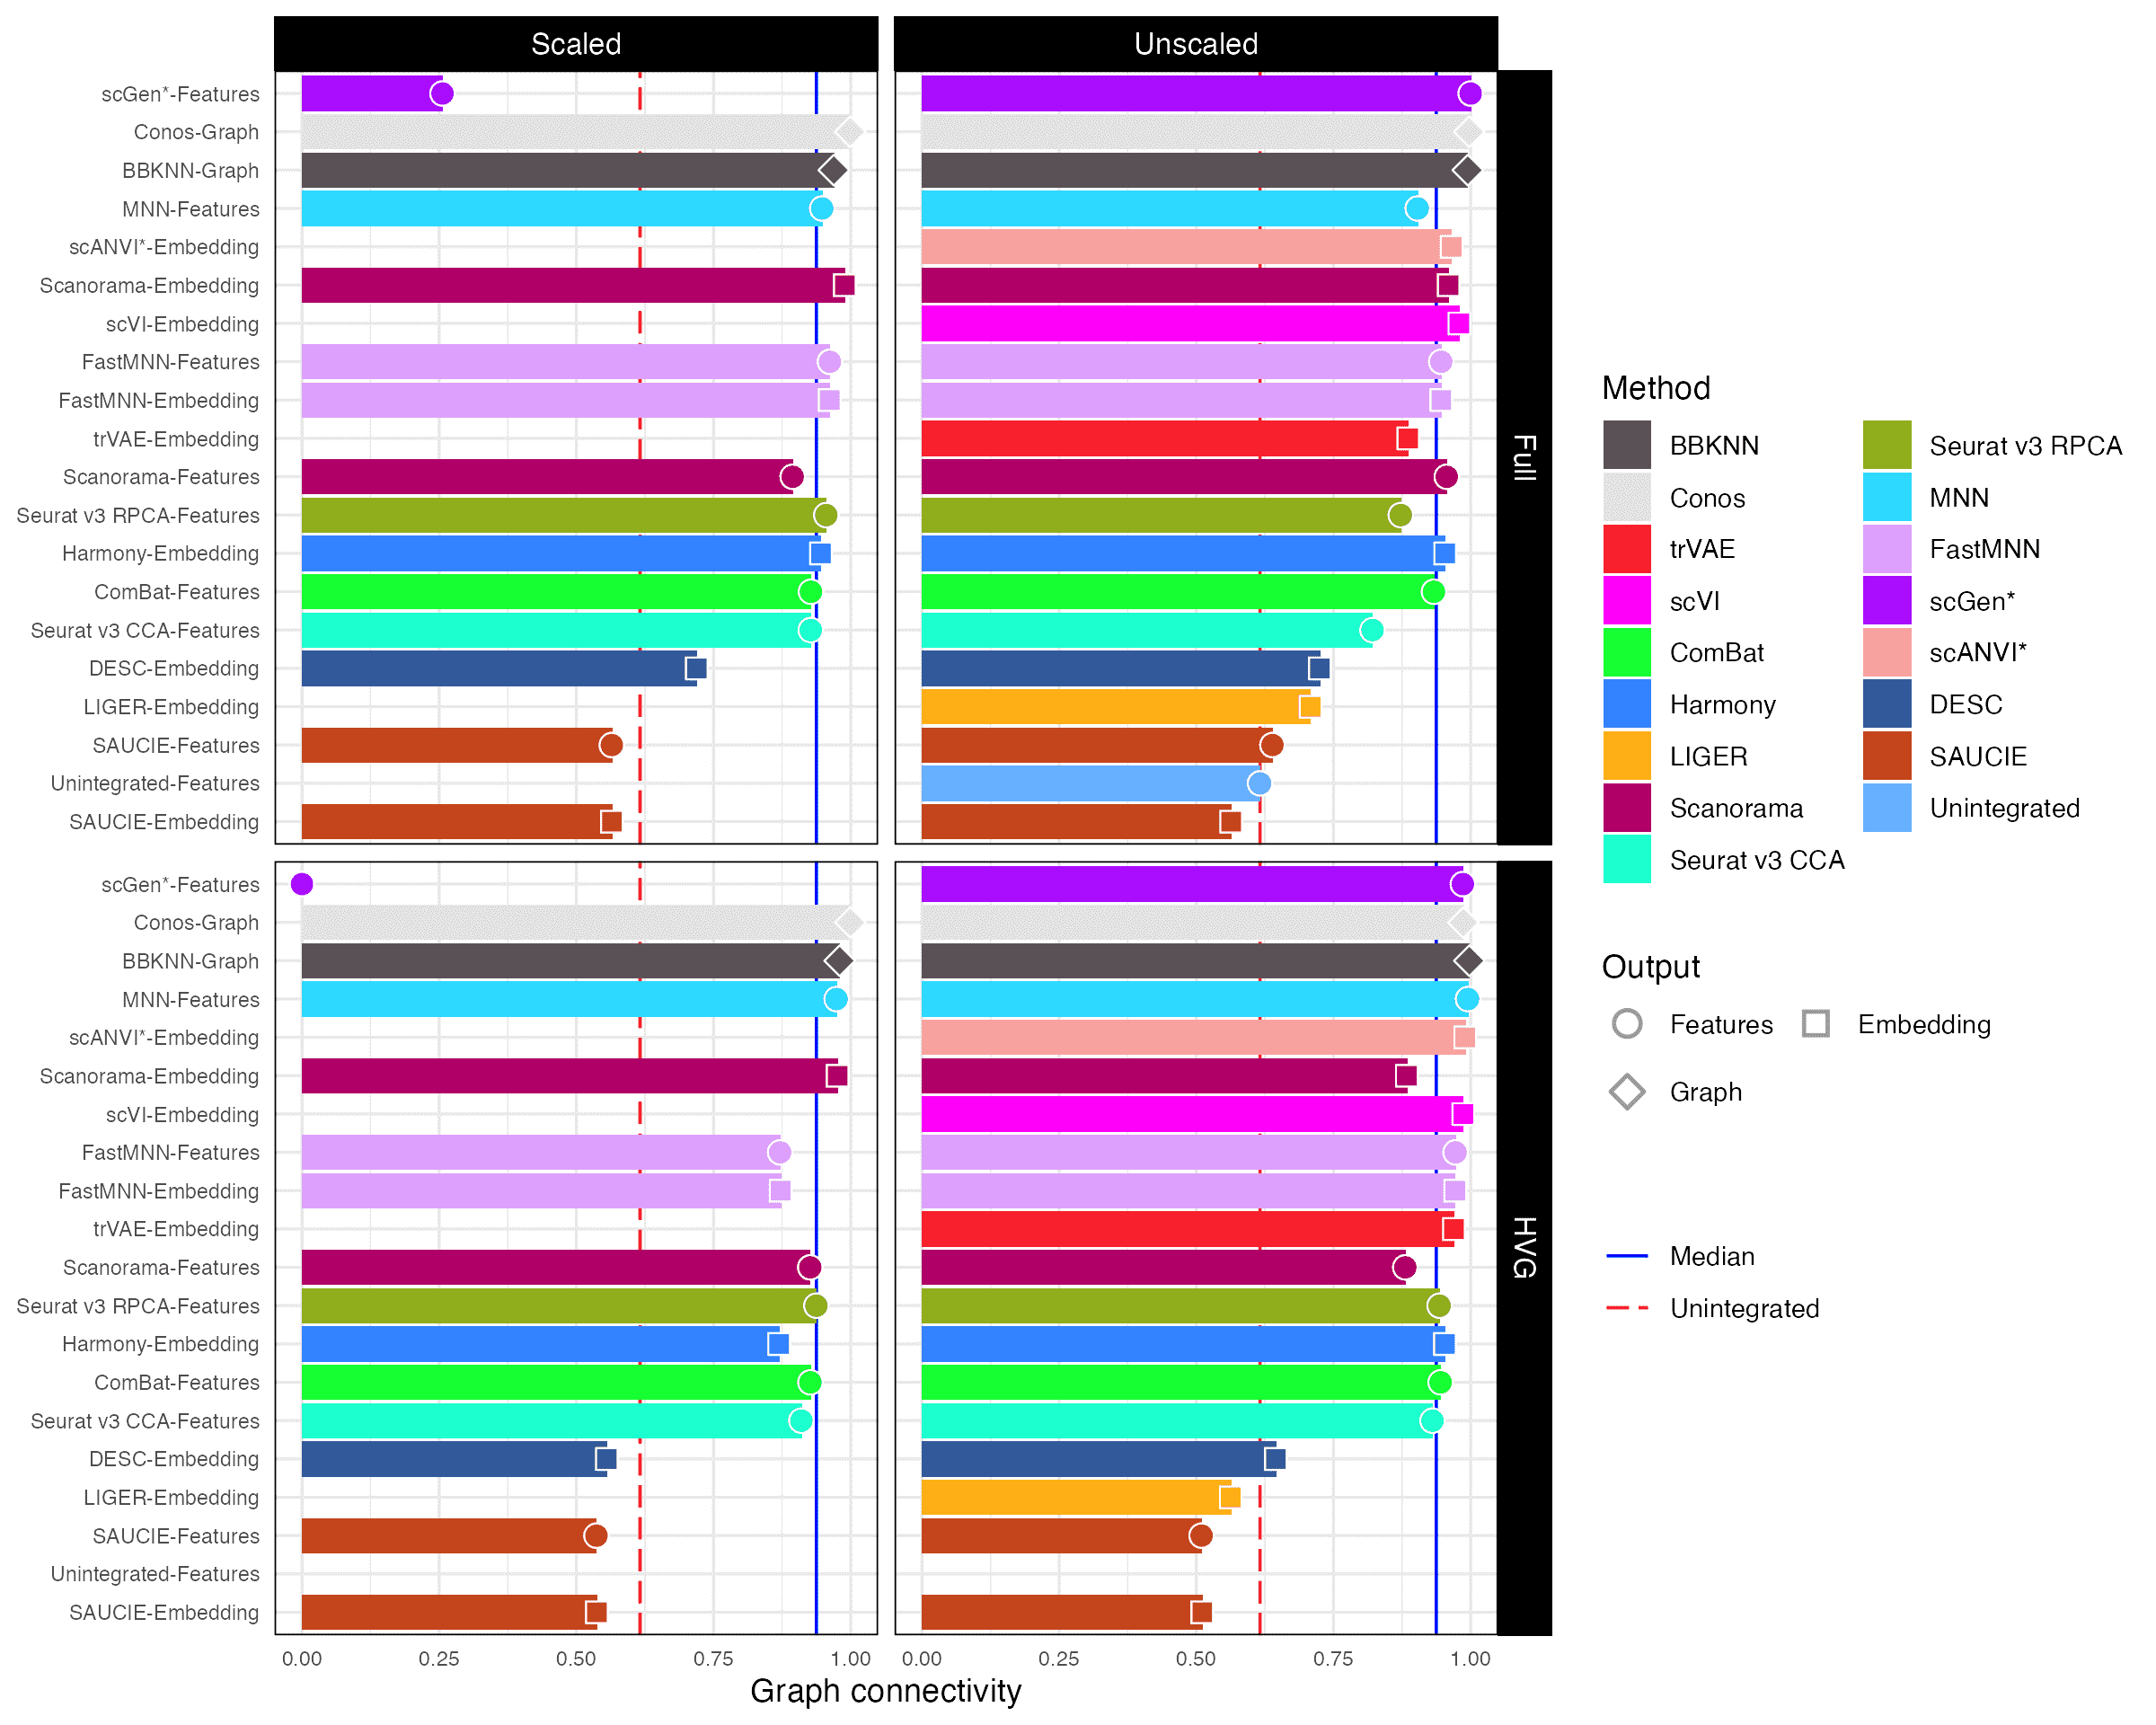 Scaled
Unscaled
scGen*-Features
Conos-Graph
BBKNN-Graph
MNN-Features
scANVI*-Embedding
Scanorama-Embedding
scVI-Embedding
FastMNN-Features
FastMNN-Embedding
trVAE-Embedding
Scanorama-Features
Seurat v3 RPCA-Features
Harmony-Embedding
ComBat-Features
Seurat v3 CCA-Features
DESC-Embedding
LIGER-Embedding
SAUCIE-Features
Unintegrated-Features
SAUCIE-Embedding
Full
scGen*-Features
Conos-Graph
BBKNN-Graph
MNN-Features
scANVI*-Embedding
Scanorama-Embedding
scVI-Embedding
FastMNN-Features
FastMNN-Embedding
trVAE-Embedding
Scanorama-Features
Seurat v3 RPCA-Features
Harmony-Embedding
ComBat-Features
Seurat v3 CCA-Features
DESC-Embedding
LIGER-Embedding
SAUCIE-Features
Unintegrated-Features
SAUCIE-Embedding
HVG
0.00 0.25 0.50 0.75 1.00
0.00 0.25 0.50 0.75 1.00
Graph connectivity
Method
BBKNN
Conos
trVAE
scVI
ComBat
Harmony
LIGER
Scanorama
Seurat v3 CCA
Seurat v3 RPCA
MNN
FastMNN
scGen*
scANVI*
DESC
SAUCIE
Unintegrated
Output
Features
Embedding
Graph
Median
Unintegrated